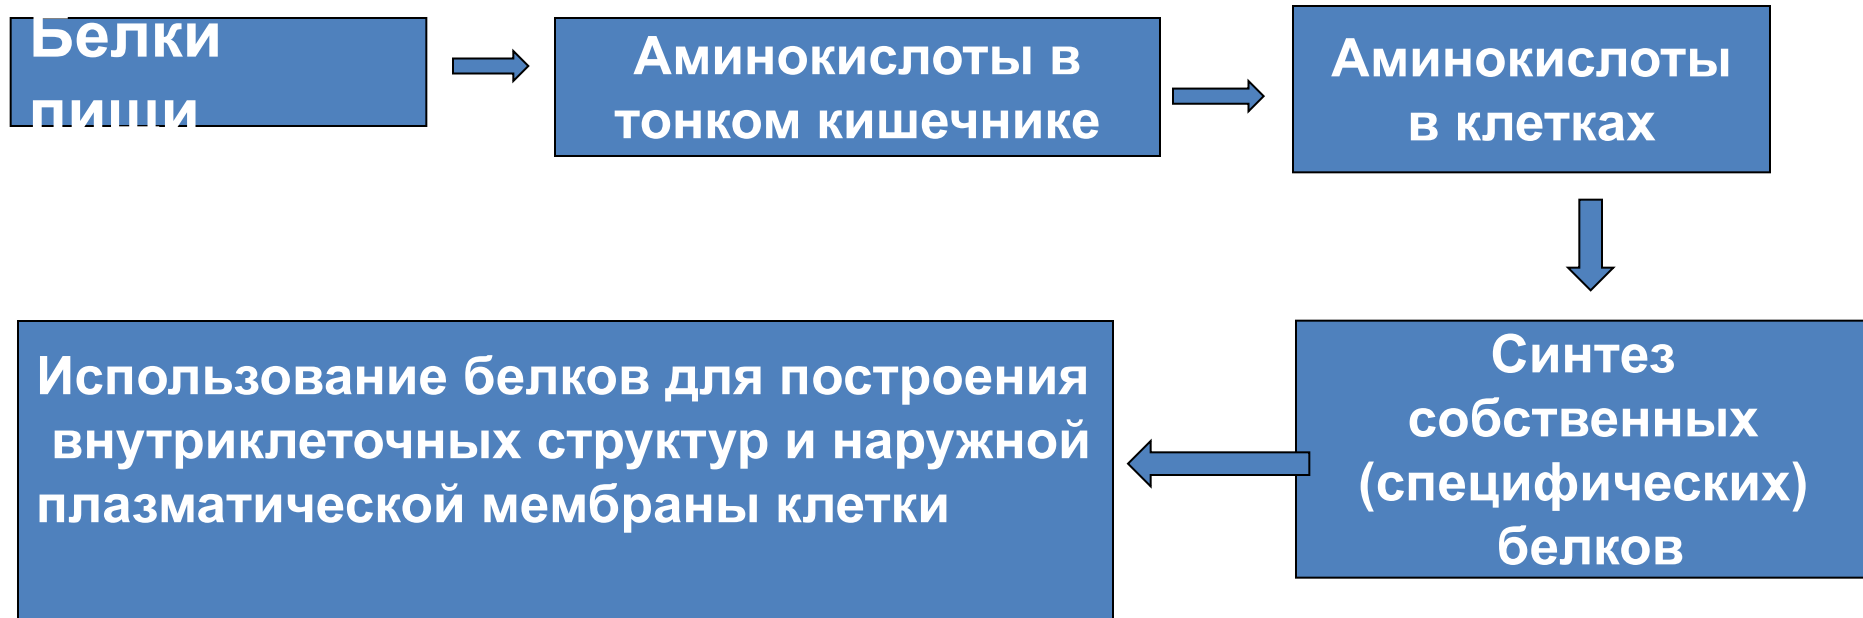 Белки
пищи
Аминокислоты в
тонком кишечнике
Аминокислоты
в клетках
Синтез
собственных
(специфических)
белков
Использование белков для построения
внутриклеточных структур и наружной
плазматической мембраны клетки